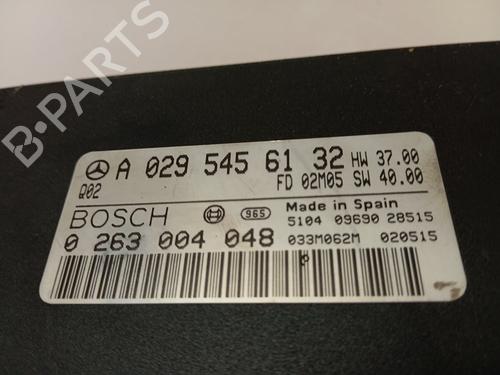 B-PARTS
A 029 545 61 32 HW 37.00
Q02 FD 02M05 SW 40.00
BOSCH 965 Made in Spain
5104 09690 28515
0 263 004 048 033M062M 020515